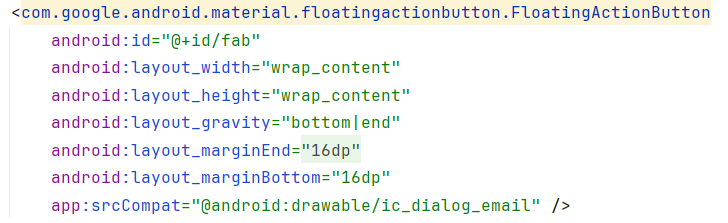 <com.google.android.material.floatingactionbutton.FloatingActionButton
android:id="@+id/fab"
android:layout_width="wrap_content"
android:layout_height="wrap_content"
android:layout_gravity="bottom|end"
android:layout_marginEnd="16dp"
android:layout_marginBottom="16dp"
app:srcCompat="@android:drawable/ic_dialog_email" />